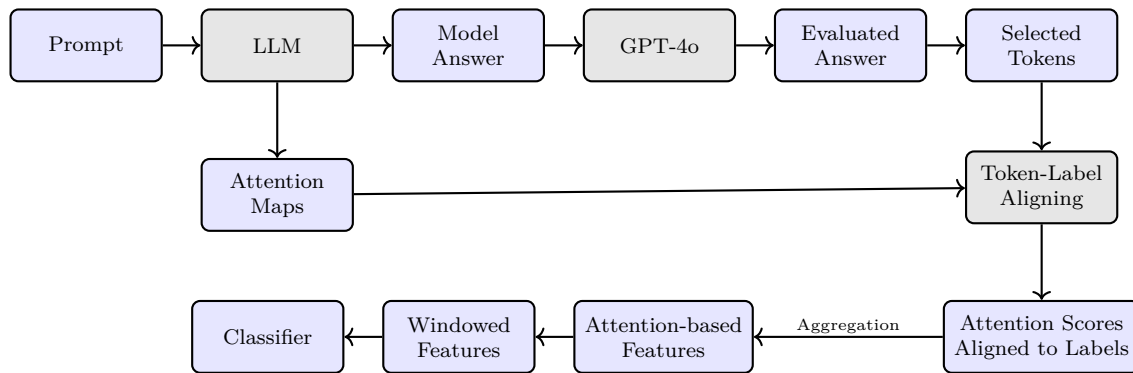 Prompt
LLM
Model
Answer
GPT-4o
Evaluated
Answer
Selected
Tokens
Attention
Maps
Token-Label
Aligning
Classifier
Windowed
Features
Attention-based
Features
Aggregation
Attention Scores
Aligned to Labels